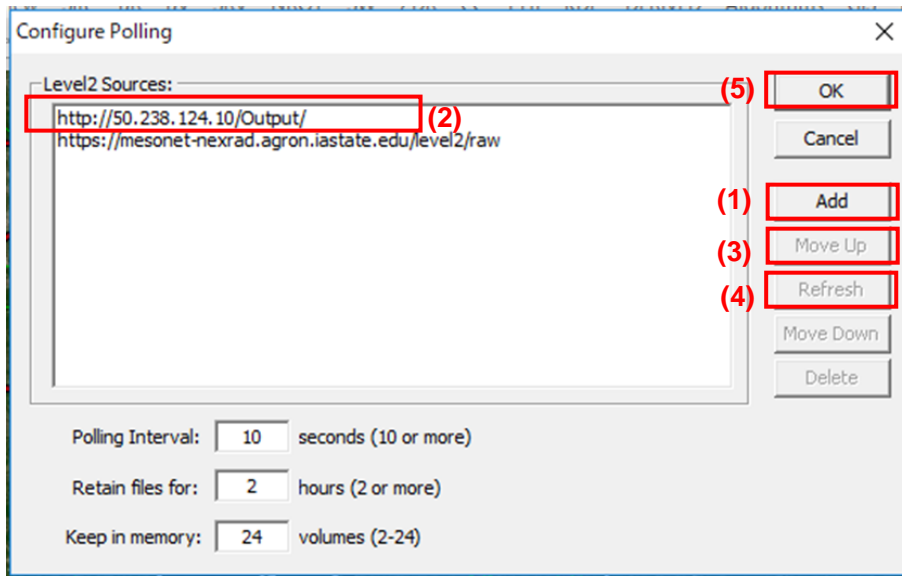 Configure Polling
Level2 Sources:
http://50.238.124.10/Output/
(2)
https://mesonet-nexrad.agron.iastate.edu/level2/raw
(5)
OK
Cancel
(1)
Add
(3)
Move Up
(4)
Refresh
Move Down
Delete
Polling Interval: 10 seconds (10 or more)
Retain files for: 2 hours (2 or more)
Keep in memory: 24 volumes (2-24)